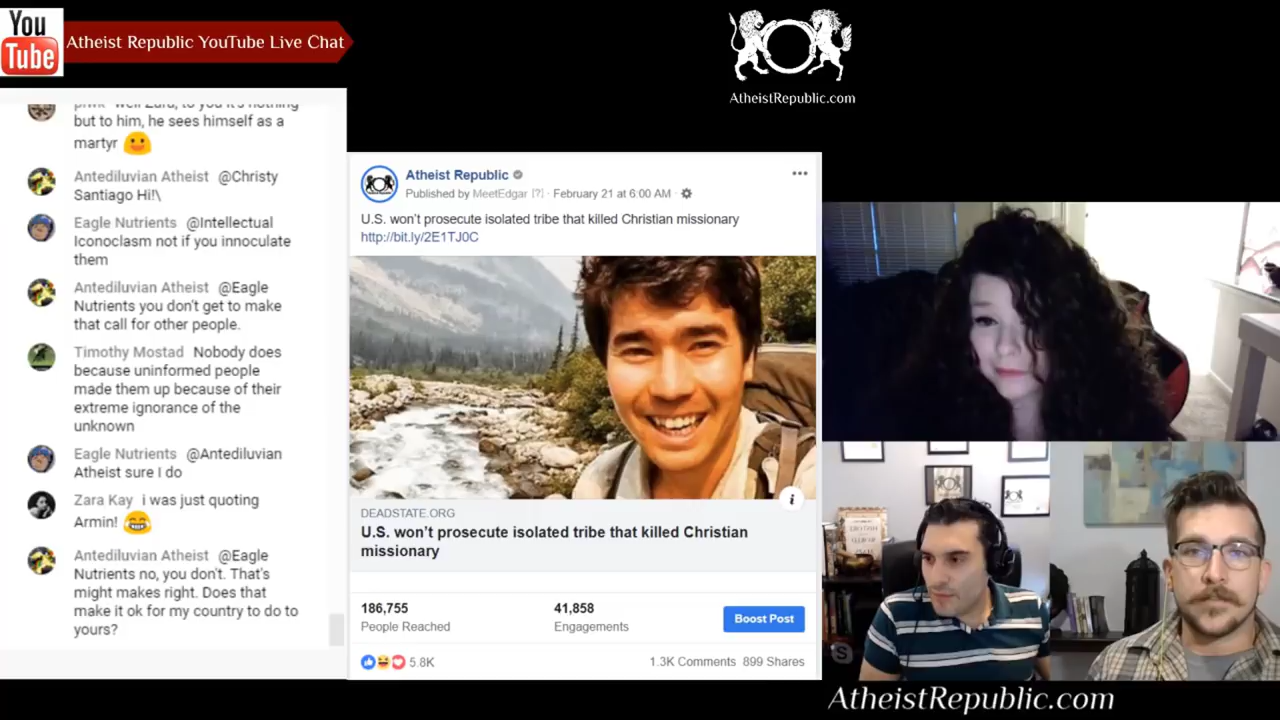 You
Tube
Atheist Republic YouTube Live Chat
AtheistRepublic.com
but to him, he sees himself as a
martyr
Antediluvian Atheist @Christy
Santiago Hi!\
Eagle Nutrients @Intellectual
Iconoclasm not if you innoculate
them
Antediluvian Atheist @Eagle
Nutrients you don't get to make
that call for other people.
Timothy Mostad Nobody does
because uninformed people
made them up because of their
extreme ignorance of the
unknown
Eagle Nutrients @Antediluvian
Atheist sure I do
Zara Kay i was just quoting
Armin!
Antediluvian Atheist @Eagle
Nutrients no, you don't. That's
might makes right. Does that
make it ok for my country to do to
yours?
Atheist Republic
Published by MeetEdgar [?] · February 21 at 6:00 AM ·
U.S. won't prosecute isolated tribe that killed Christian missionary
http://bit.ly/2E1TJ0C
i
DEADSTATE.ORG
U.S. won't prosecute isolated tribe that killed Christian
missionary
186,755
People Reached
41,858
Engagements
Boost Post
5.8K
1.3K Comments 899 Shares
AtheistRepublic.com